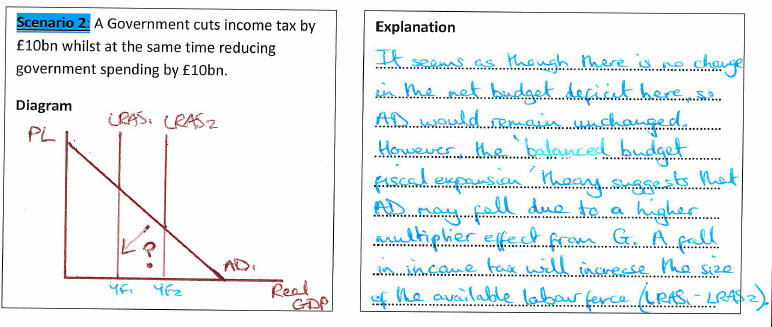 Scenario 2: A Government cuts income tax by
£10bn whilst at the same time reducing
government spending by £10bn.
Diagram
PL
LRAS1 LRAS2
?
AD1
YF1 YF2
Real
GDP
Explanation
It seems as though there is no change
in the net budget deficit here, so
AD would remain unchanged.
However, the 'balanced budget
fiscal expansion' theory suggests that
AD may fall due to a higher
multiplier effect from G. A fall
in income tax will increase the size
of the available labour force (LRAS1 - LRAS2).